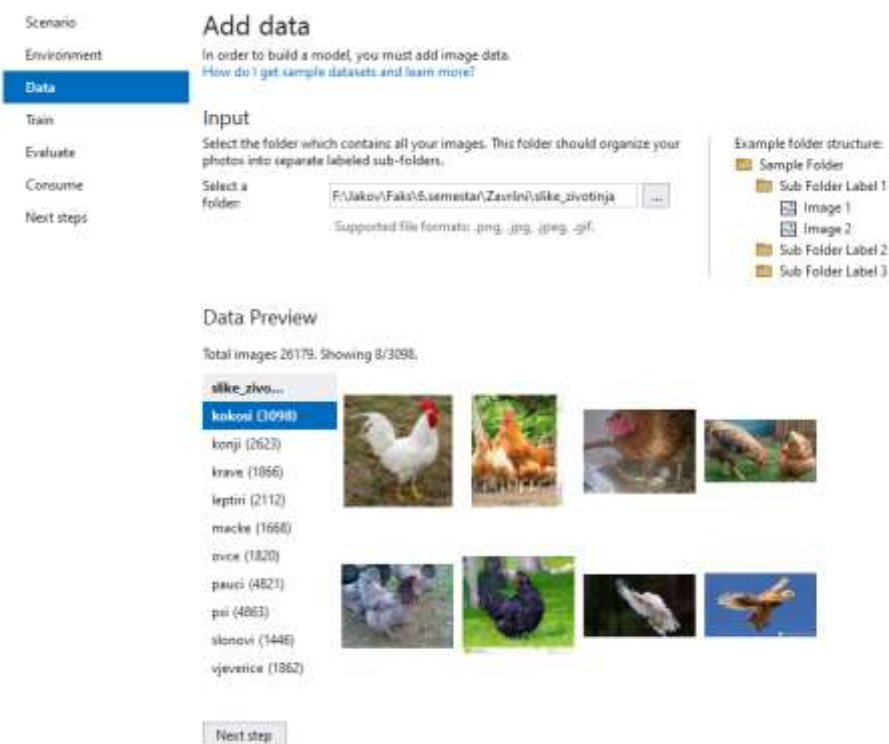 Scenario
Environment
Data
Train
Evaluate
Consume
Next steps
Add data
In order to build a model, you must add image data.
How do I get sample datasets and learn more?
Input
Select the folder which contains all your images. This folder should organize your
photos into separate labeled sub-folders.
Select a
folder:
F:\Jakov\Faks\6.semestar\Zavrini\slike_zivotinja
...
Supported file formats: .png, .jpg, .jpeg, .gif.
Example folder structure:
Sample Folder
Sub Folder Label 1
Image 1
Image 2
Sub Folder Label 2
Sub Folder Label 3
Data Preview
Total images 26179. Showing 8/3098.
slike_zivo...
kokosi (3098)
konji (2623)
krave (1866)
leptiri (2112)
macke (1668)
ovce (1820)
pauci (4821)
psi (4863)
slonovi (1446)
vjeverice (1862)
Next step